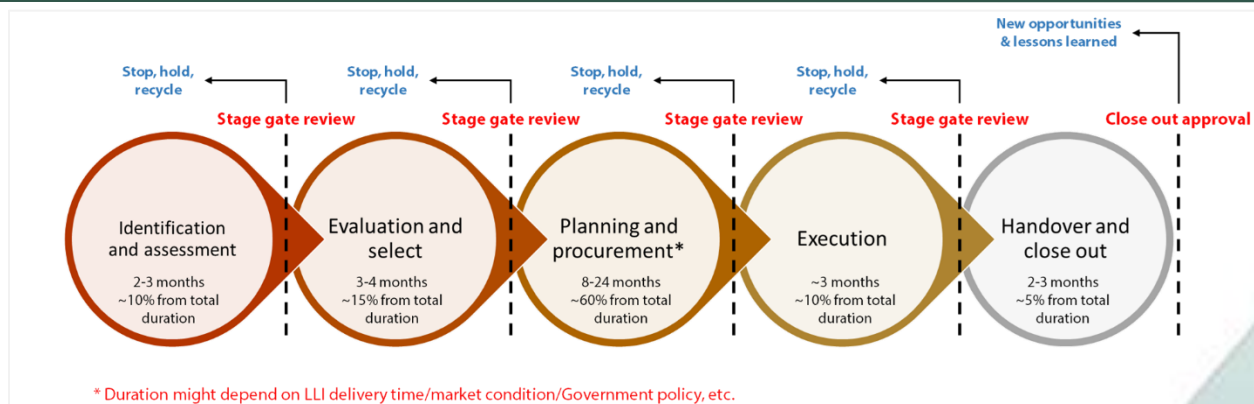 New opportunities
& lessons learned
Stop, hold,
recycle
Stop, hold,
recycle
Stop, hold,
recycle
Stop, hold,
recycle
Stage gate review
Stage gate review
Stage gate review
Stage gate review
Close out approval
Identification
and assessment
2-3 months
~10% from total
duration
Evaluation and
select
3-4 months
~15% from total
duration
Planning and
procurement*
8-24 months
~60% from total
duration
Execution
~3 months
~10% from total
duration
Handover and
close out
2-3 months
~5% from total
duration
* Duration might depend on LLI delivery time/market condition/Government policy, etc.